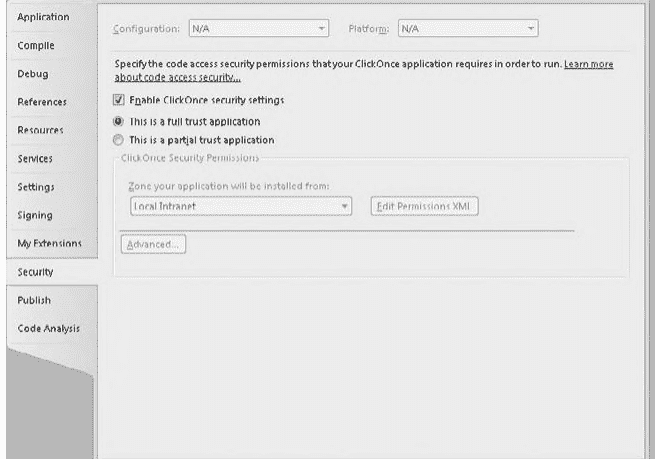 Application
Compile
Debug
References
Resources
Services
Settings
Signing
My Extensions
Security
Publish
Code Analysis
Configuration: N/A Platform: N/A
Specify the code access security permissions that your ClickOnce application requires in order to run. Learn more
about code access security...
Enable ClickOnce security settings
This is a full trust application
This is a partial trust application
ClickOnce Security Permissions
Zone your application will be installed from:
Local Intranet Edit Permissions XML
Advanced...